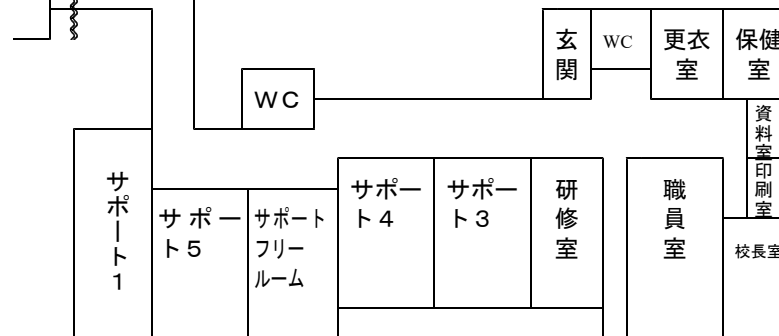 玄
関
WC
更衣
室
保健
室
ＷＣ
資
料
室
印
刷
室
サポート１
サポー
ト５
サポート
フリー
ルーム
サポー
ト４
サポー
ト３
研
修
室
職
員
室
校長室